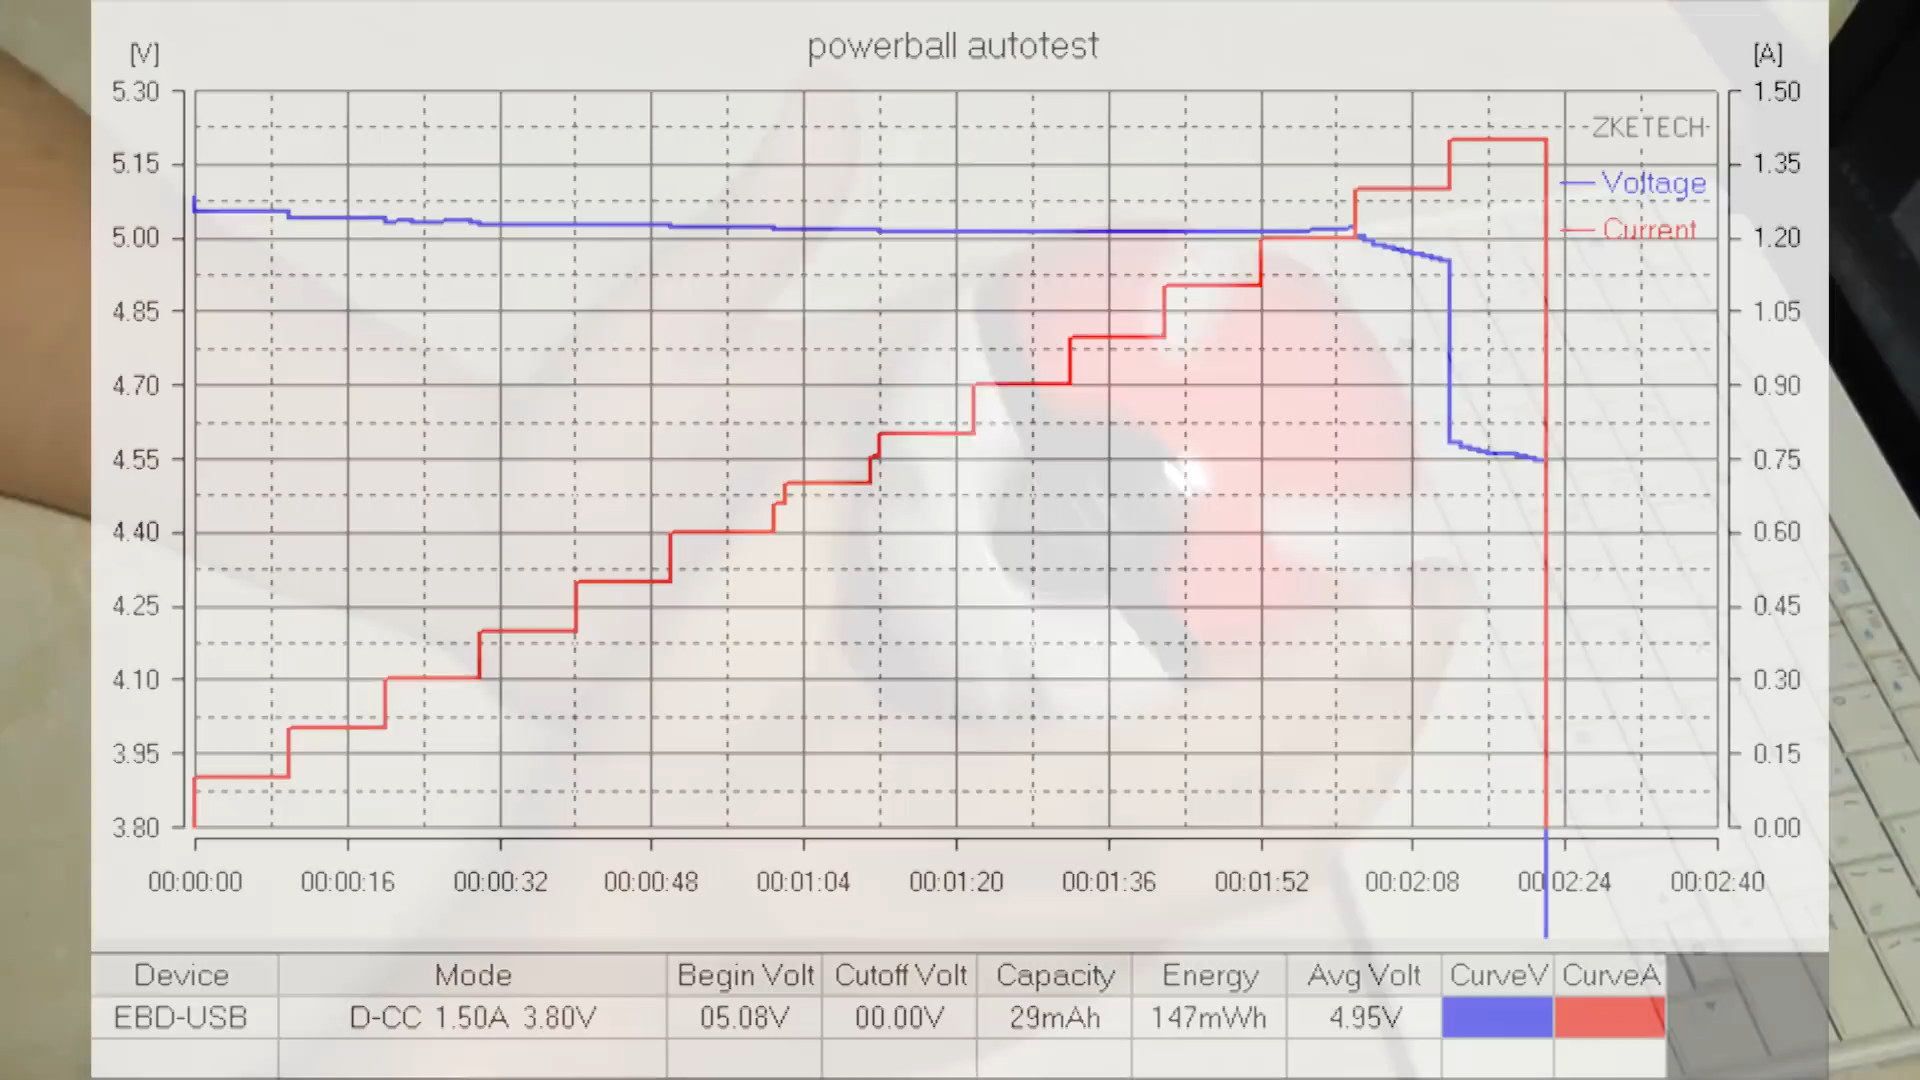 powerball autotest
[V]
[A]
5.30
5.15
5.00
4.85
4.70
4.55
4.40
4.25
4.10
3.95
3.80
1.50
1.35
1.20
1.05
0.90
0.75
0.60
0.45
0.30
0.15
0.00
ZKETECH
Voltage
Current
00:00:00 00:00:16 00:00:32 00:00:48 00:01:04 00:01:20 00:01:36 00:01:52 00:02:08 00:02:24 00:02:40
Device Mode Begin Volt Cutoff Volt Capacity Energy Avg Volt CurveV CurveA
EBD-USB D-CC 1.50A 3.80V 05.08V 00.00V 29mAh 147mWh 4.95V